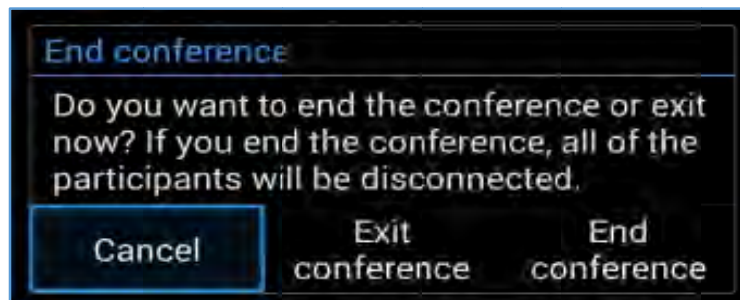 End conference
Do you want to end the conference or exit
now? If you end the conference, all of the
participants will be disconnected.
Cancel
Exit
conference
End
conference